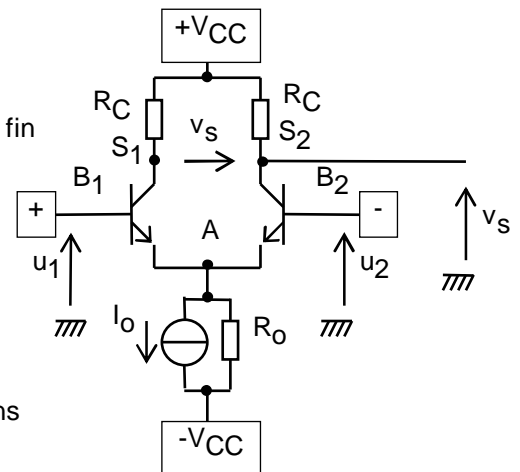 +VCC
RC
RC
fin
S1
vs
S2
B1
B2
+
A
-
vs
u1
u2
Io
Ro
ns
-VCC